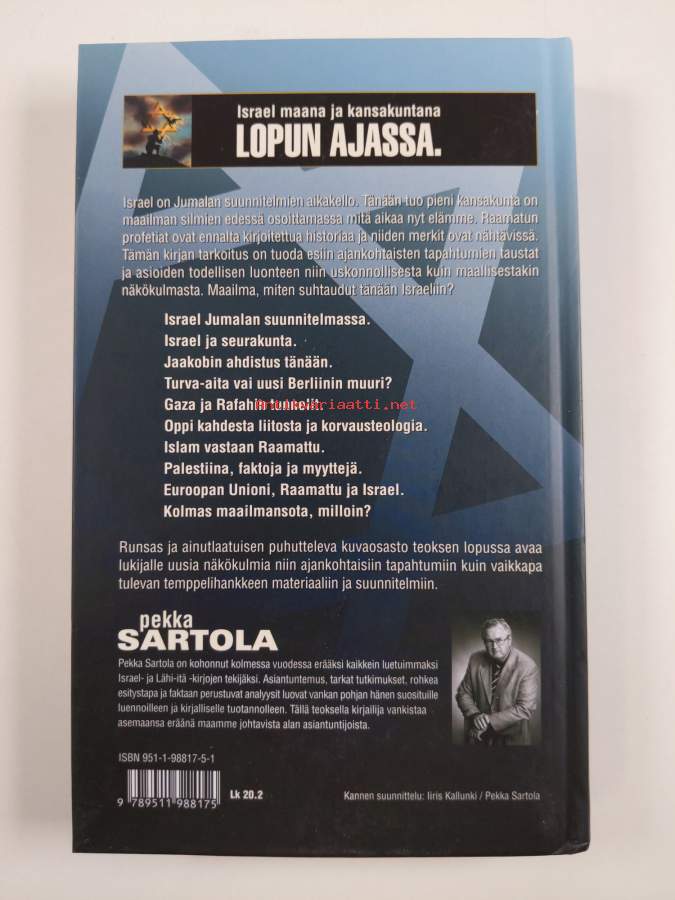 Israel maana ja kansakuntana
LOPUN AJASSA.
Israel on Jumalan suunnitelmien aikakello. Tänään tuo pieni kansakunta on
maailman silmien edessä osoittamassa mitä aikaa nyt elämme. Raamatun
profetiat ovat ennalta kirjoitettua historiaa ja niiden merkit ovat nähtävissä.
Tämän kirjan tarkoitus on tuoda esiin ajankohtaisten tapahtumien taustat
ja asioiden todellisen luonteen niin uskonnollisesta kuin maallisestakin
näkökulmasta. Maailma, miten suhtaudut tänään Israeliin?
Israel Jumalan suunnitelmassa.
Israel ja seurakunta.
Jaakobin ahdistus tänään.
Turva-aita vai uusi Berliinin muuri?
Gaza ja Rafahin tunnelit.
Antikvariaatti.net
Oppi kahdesta liitosta ja korvausteologia.
Islam vastaan Raamattu.
Palestiina, faktoja ja myyttejä.
Euroopan Unioni, Raamattu ja Israel.
Kolmas maailmansota, milloin?
Runsas ja ainutlaatuisen puhutteleva kuvaosasto teoksen lopussa avaa
lukijalle uusia näkökulmia niin ajankohtaisiin tapahtumiin kuin vaikkapa
tulevan temppelihankkeen materiaaliin ja suunnitelmiin.
pekka
SARTOLA
Pekka Sartola on kohonnut kolmessa vuodessa erääksi kaikkein luetuimmaksi
Israel- ja Lähi-itä -kirjojen tekijäksi. Asiantuntemus, tarkat tutkimukset, rohkea
esitystapa ja faktaan perustuvat analyysit luovat vankan pohjan hänen suosituille
luennoilleen ja kirjalliselle tuotannolleen. Tällä teoksella kirjailija vankistaa
asemaansa eräänä maamme johtavista alan asiantuntijoista.
ISBN 951-1-98817-5-1
9 789511 988175
Lk 20.2
Kannen suunnittelu: Iiris Kallunki / Pekka Sartola